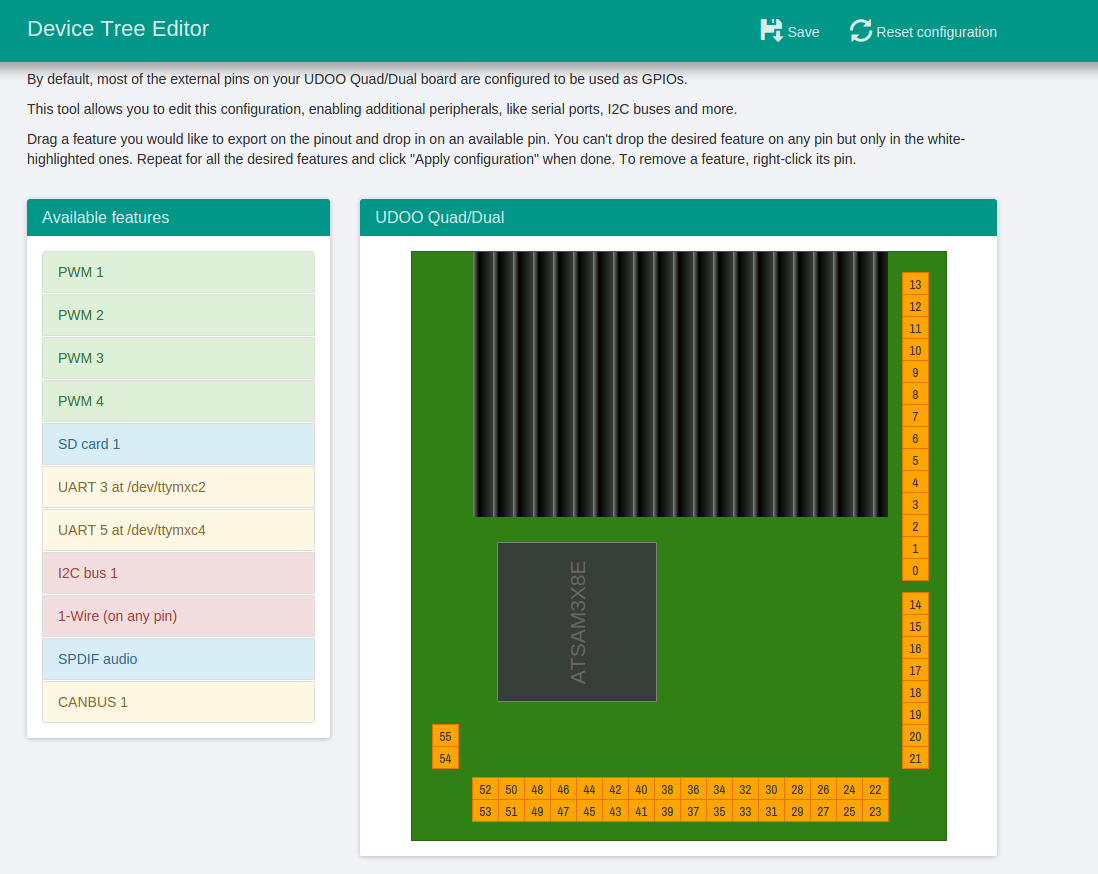 Device Tree Editor
Save
Reset configuration
By default, most of the external pins on your UDOO Quad/Dual board are configured to be used as GPIOs.
This tool allows you to edit this configuration, enabling additional peripherals, like serial ports, I2C buses and more.
Drag a feature you would like to export on the pinout and drop in on an available pin. You can't drop the desired feature on any pin but only in the white-
highlighted ones. Repeat for all the desired features and click "Apply configuration" when done. To remove a feature, right-click its pin.
Available features
PWM 1
PWM 2
PWM 3
PWM 4
SD card 1
UART 3 at /dev/ttymxc2
UART 5 at /dev/ttymxc4
I2C bus 1
1-Wire (on any pin)
SPDIF audio
CANBUS 1
UDOO Quad/Dual
13
12
11
10
9
8
7
6
5
4
3
2
1
0
ATSAM3X8E
14
15
16
17
18
19
20
21
55
54
52 50 48 46 44 42 40 38 36 34 32 30 28 26 24 22
53 51 49 47 45 43 41 39 37 35 33 31 29 27 25 23